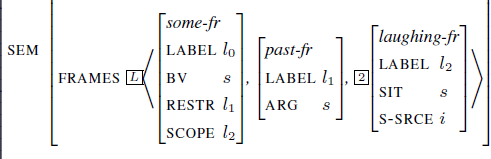 some-fr
LABEL l0
BV s
RESTR l1
SCOPE l2
past-fr
LABEL l1
ARG s
laughing-fr
LABEL l2
SIT s
S-SRCE i
SEM [FRAMES L ⟨ , , 2 ⟩]